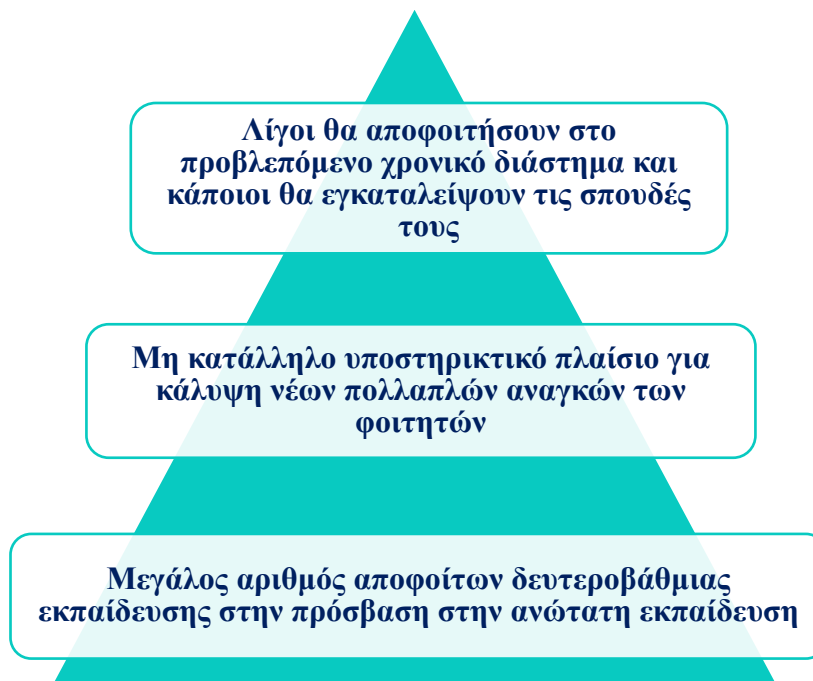 Λίγοι θα αποφοιτήσουν στο
προβλεπόμενο χρονικό διάστημα και
κάποιοι θα εγκαταλείψουν τις σπουδές
τους
Μη κατάλληλο υποστηρικτικό πλαίσιο για
κάλυψη νέων πολλαπλών αναγκών των
φοιτητών
Μεγάλος αριθμός αποφοίτων δευτεροβάθμιας
εκπαίδευσης στην πρόσβαση στην ανώτατη εκπαίδευση